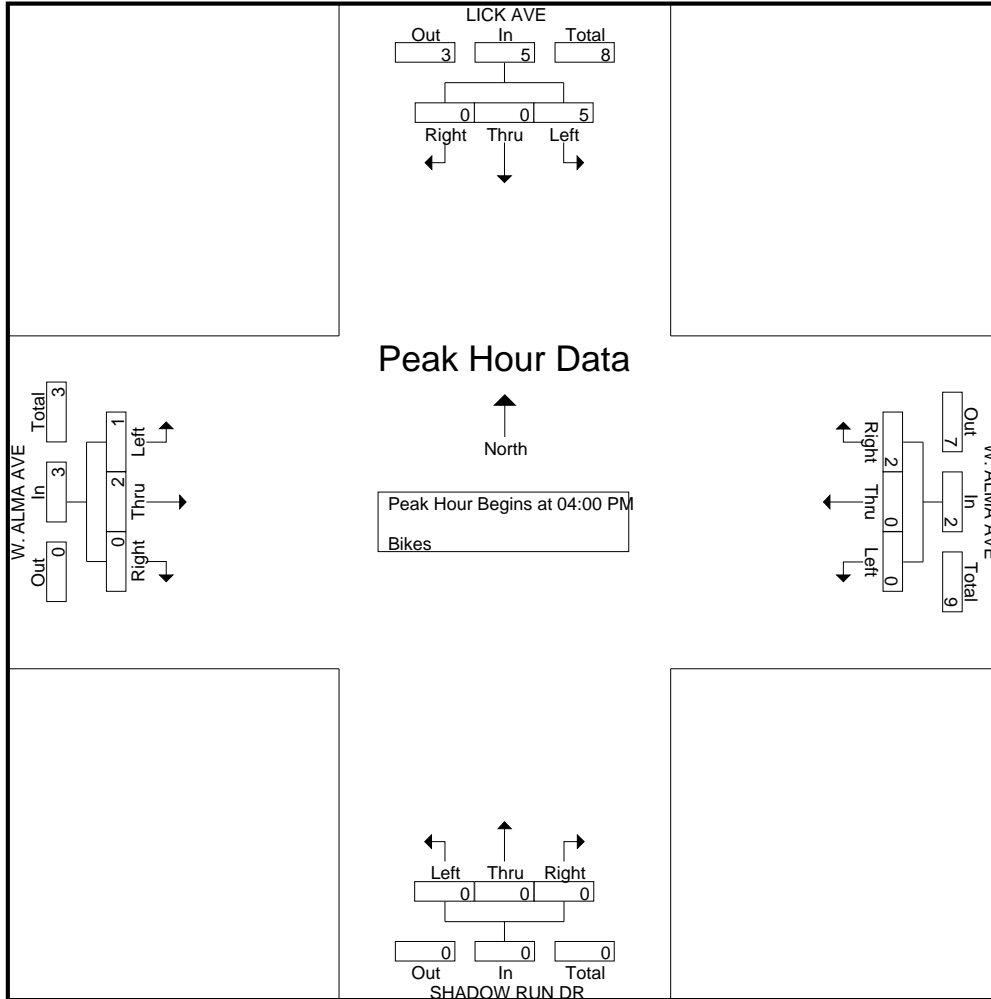 LICK AVE
Out In Total
3 5 8
0 0 5
Right Thru Left
Peak Hour Data
North
Peak Hour Begins at 04:00 PM
Bikes
W. ALMA AVE
Out In Total
0 3 3
Right Thru Left
0 2 1
W. ALMA AVE
Out In Total
7 2 9
Right Thru Left
2 0 0
Left Thru Right
0 0 0
0 0 0
Out In Total
SHADOW RUN DR